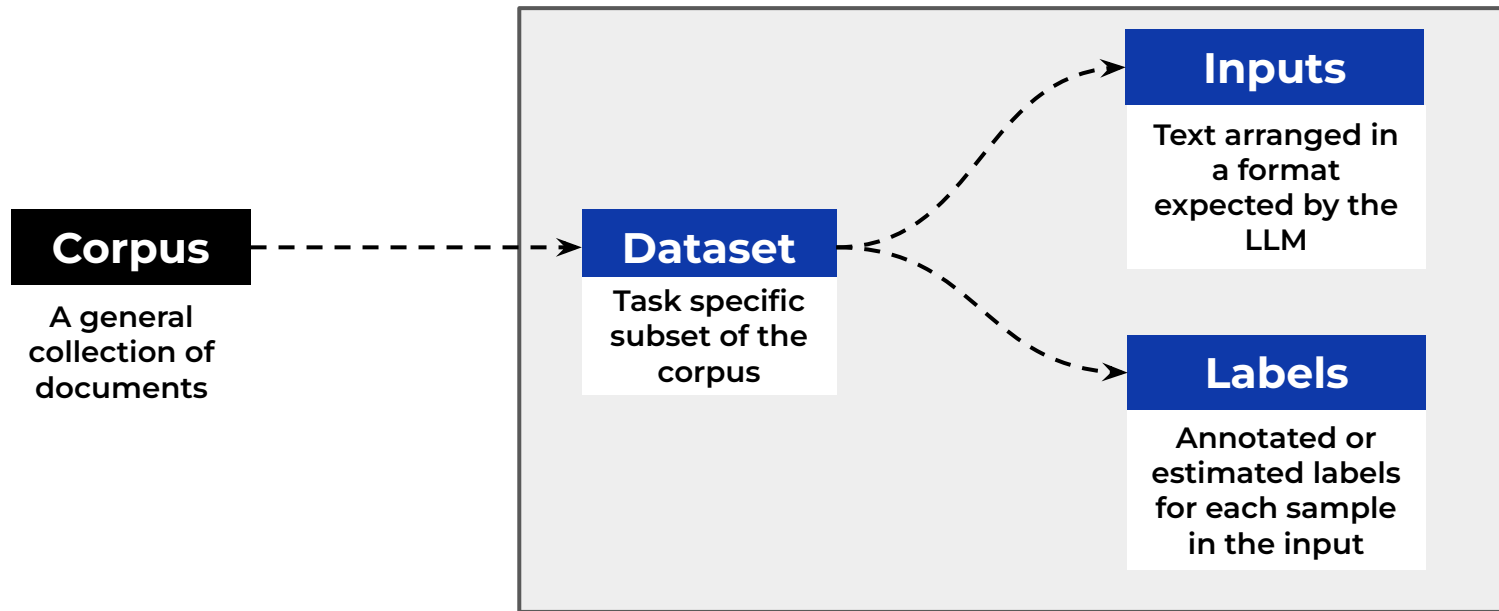 Corpus
A general
collection of
documents
Dataset
Task specific
subset of the
corpus
Inputs
Text arranged in
a format
expected by the
LLM
Labels
Annotated or
estimated labels
for each sample
in the input